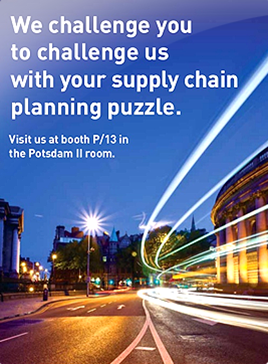 We challenge you
to challenge us
with your supply chain
planning puzzle.
Visit us at booth P/13 in
the Potsdam II room.